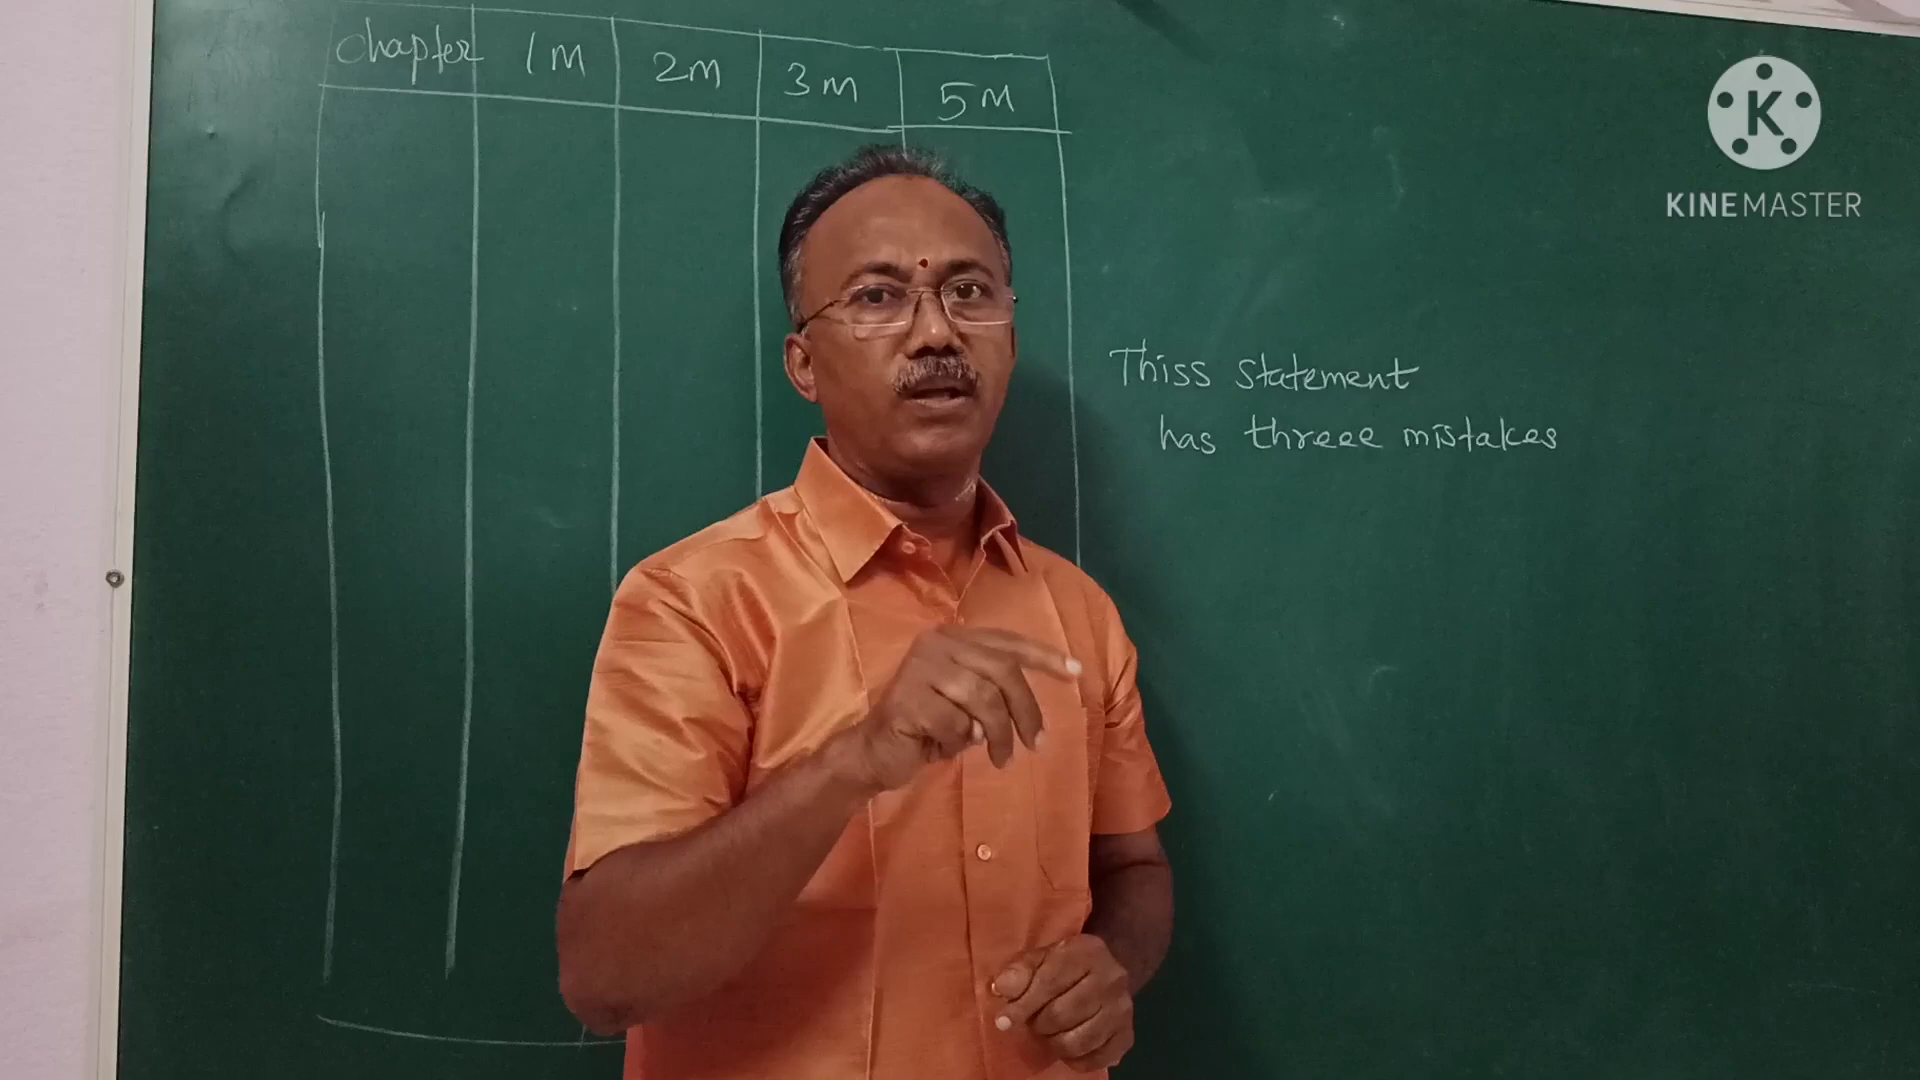 chapter 1M 2M 3M 5M
Thiss statement
has threee mistakes
K
KINEMASTER